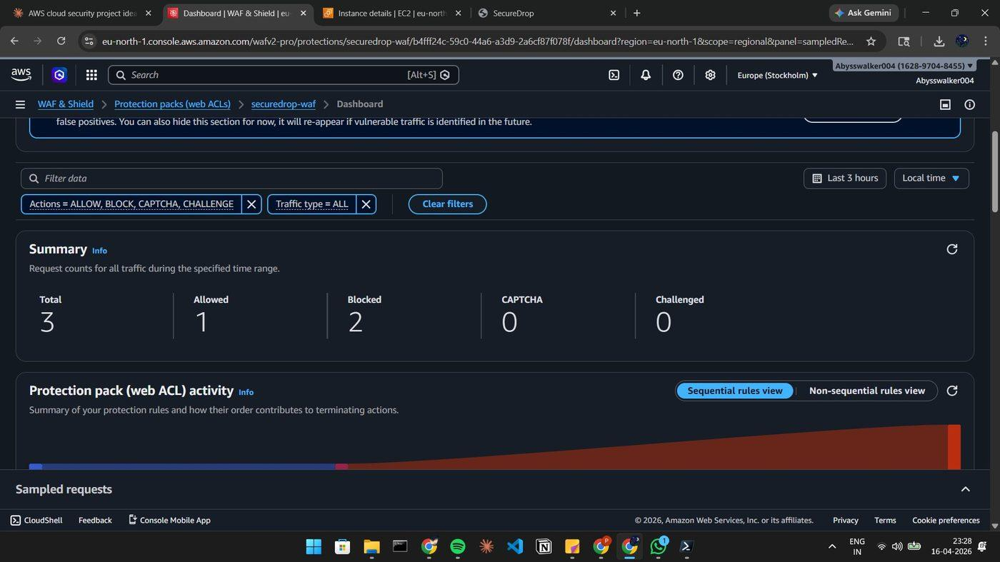 AWS cloud security project idea
Dashboard | WAF & Shield | eu-
Instance details | EC2 | eu-north
SecureDrop
Ask Gemini
eu-north-1.console.aws.amazon.com/wafv2-pro/protections/securedrop-waf/b4fff24c-59c0-44a6-a3d9-2a6cf87f078f/dashboard?region=eu-north-1&scope=regional&panel=sampledRe...
aws
Search
[Alt+S]
Europe (Stockholm)
Abysswalker004 (1628-9704-8455)
Abysswalker004
WAF & Shield
Protection packs (web ACLs)
securedrop-waf
Dashboard
false positives. You can also hide this section for now, it will re-appear if vulnerable traffic is identified in the future.
Filter data
Last 3 hours
Local time
Actions = ALLOW, BLOCK, CAPTCHA, CHALLENGE
Traffic type = ALL
Clear filters
Summary Info
Request counts for all traffic during the specified time range.
Total
Allowed
Blocked
CAPTCHA
Challenged
3
1
2
0
0
Protection pack (web ACL) activity Info
Sequential rules view
Non-sequential rules view
Summary of your protection rules and how their order contributes to terminating actions.
Sampled requests
CloudShell
Feedback
Console Mobile App
© 2026, Amazon Web Services, Inc. or its affiliates.
Privacy
Terms
Cookie preferences
P
1
ENG
IN
23:28
16-04-2026